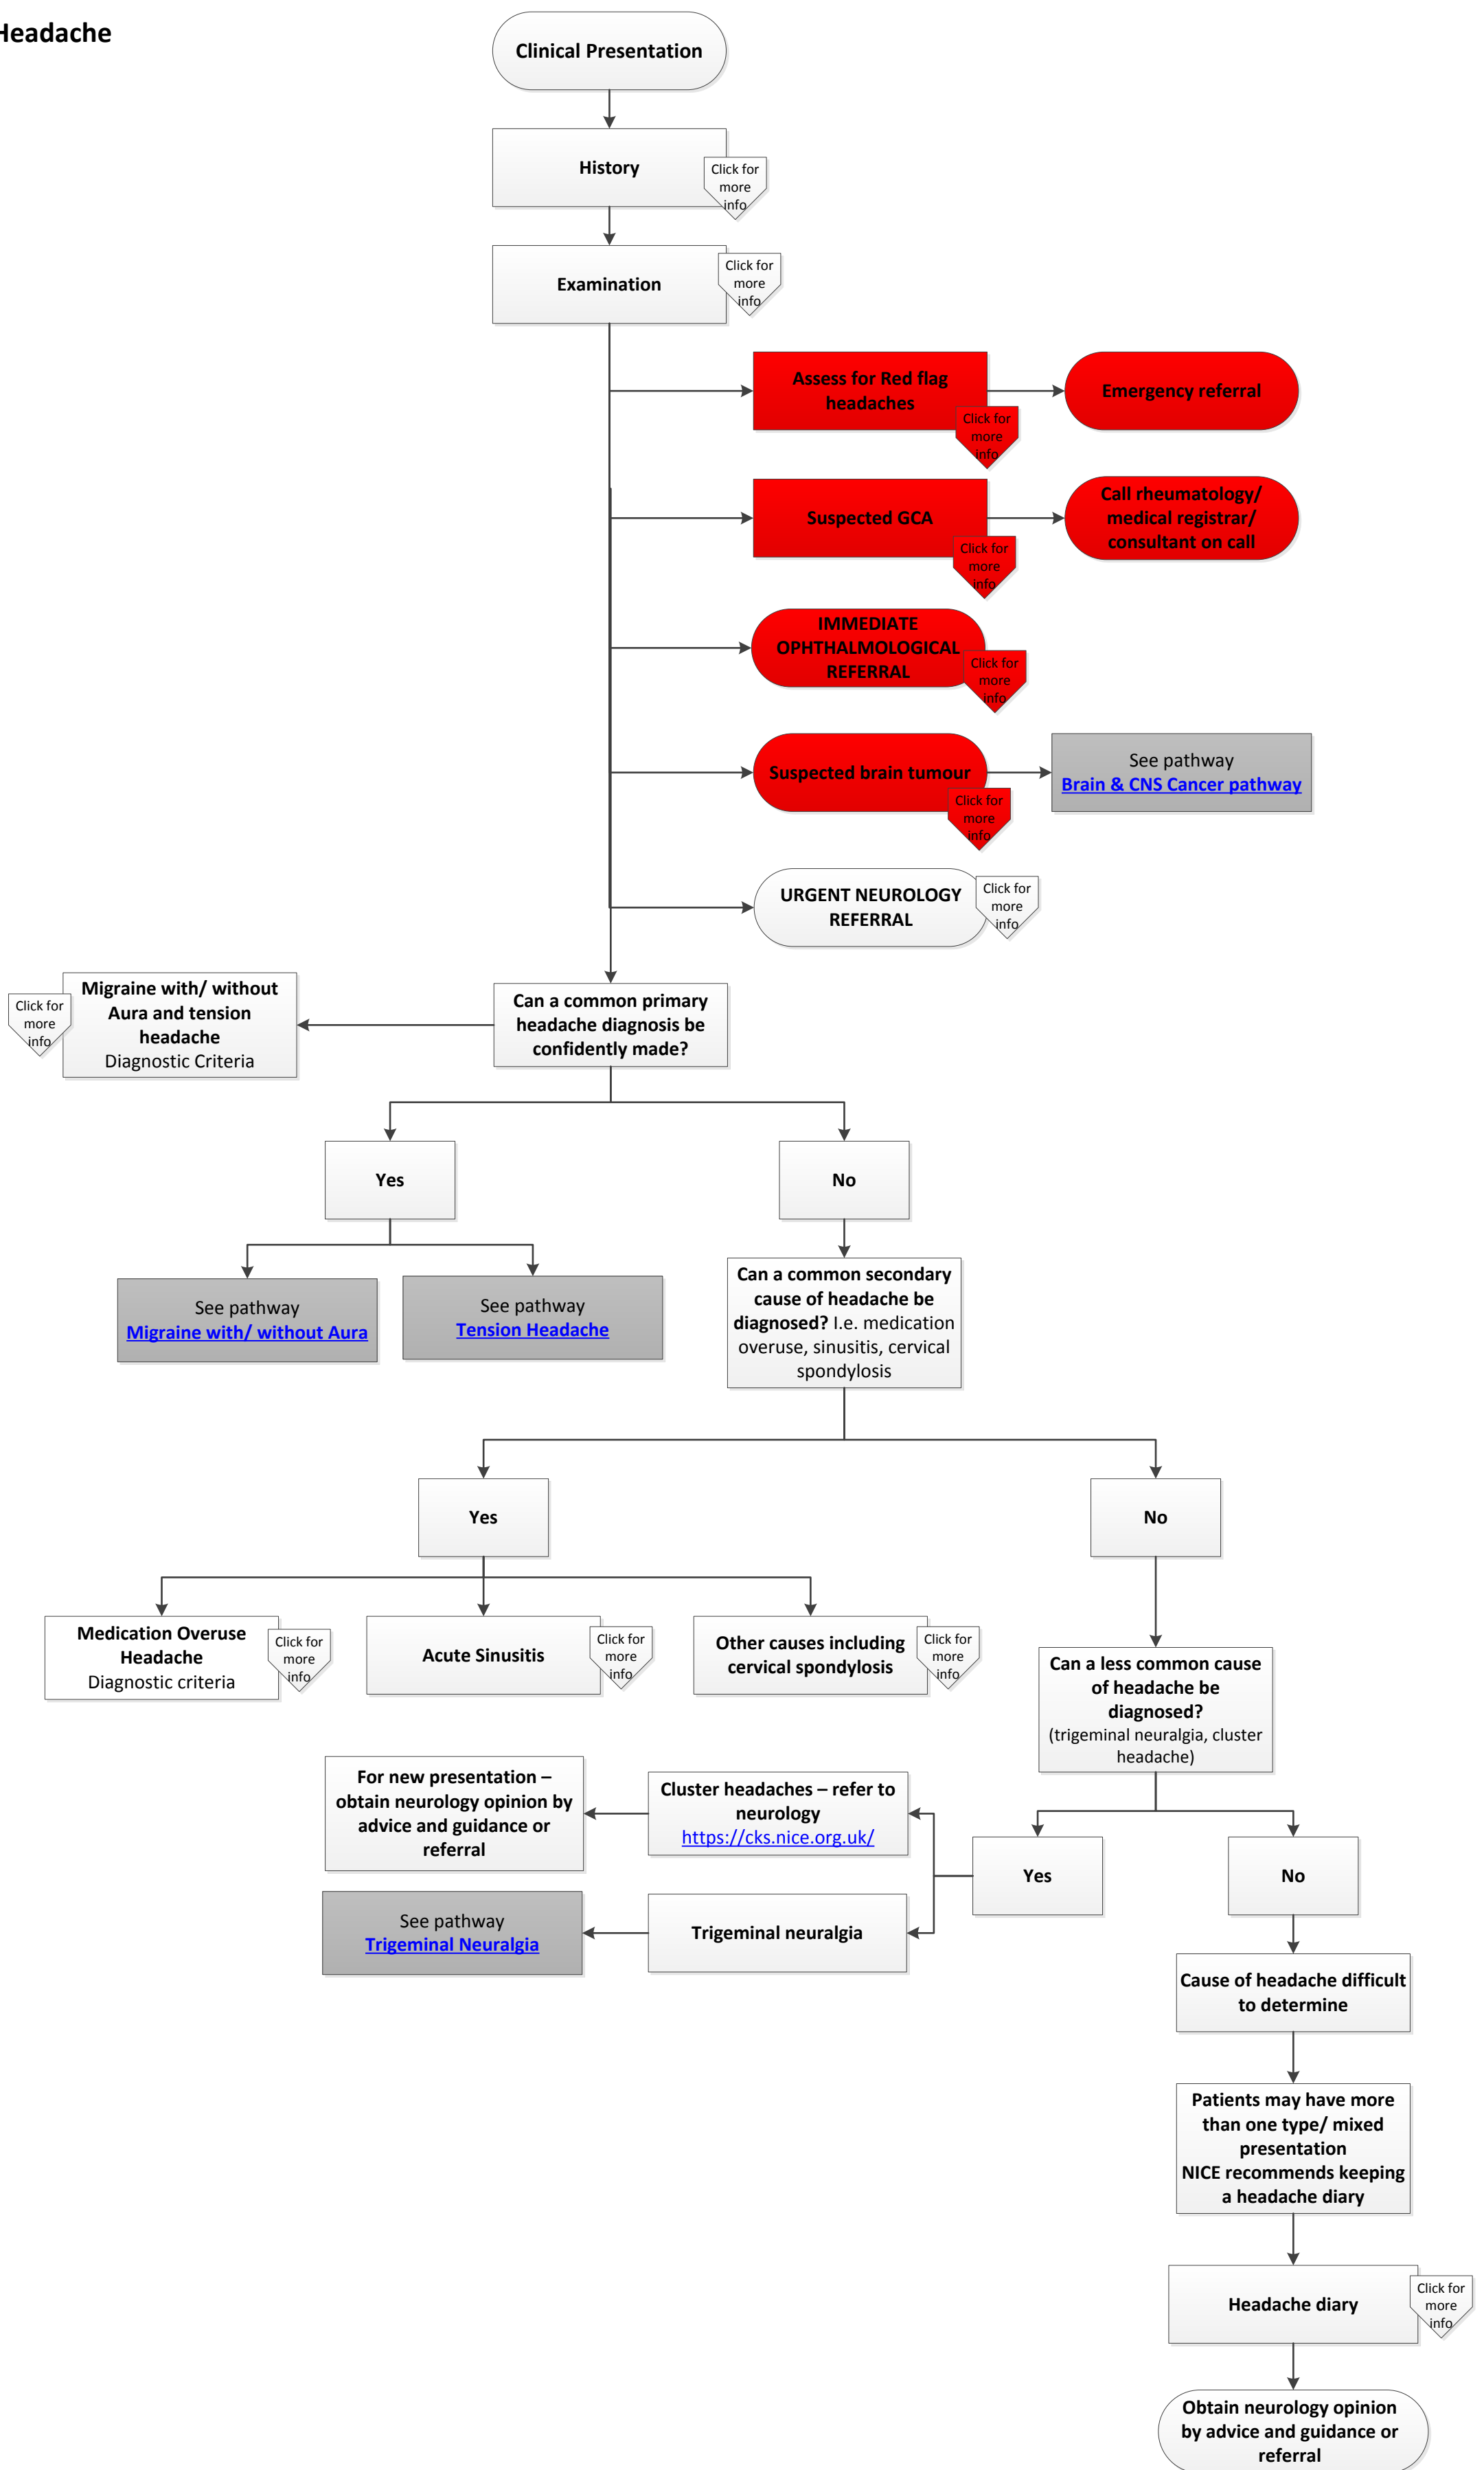 Headache
Clinical Presentation
History
Click for
more
info
Examination
Click for
more
info
Assess for Red flag
headaches
Click for
more
info
Emergency referral
Suspected GCA
Click for
more
info
Call rheumatology/
medical registrar/
consultant on call
IMMEDIATE
OPHTHALMOLOGICAL
REFERRAL
Click for
more
info
Suspected brain tumour
Click for
more
info
See pathway
Brain & CNS Cancer pathway
URGENT NEUROLOGY
REFERRAL
Click for
more
info
Click for
more
info
Migraine with/ without
Aura and tension
headache
Diagnostic Criteria
Can a common primary
headache diagnosis be
confidently made?
Yes
No
See pathway
Migraine with/ without Aura
See pathway
Tension Headache
Can a common secondary
cause of headache be
diagnosed? I.e. medication
overuse, sinusitis, cervical
spondylosis
Yes
No
Medication Overuse
Headache
Diagnostic criteria
Click for
more
info
Acute Sinusitis
Click for
more
info
Other causes including
cervical spondylosis
Click for
more
info
Can a less common cause
of headache be
diagnosed?
(trigeminal neuralgia, cluster
headache)
For new presentation –
obtain neurology opinion by
advice and guidance or
referral
Cluster headaches – refer to
neurology
https://cks.nice.org.uk/
Yes
No
See pathway
Trigeminal Neuralgia
Trigeminal neuralgia
Cause of headache difficult
to determine
Patients may have more
than one type/ mixed
presentation
NICE recommends keeping
a headache diary
Headache diary
Click for
more
info
Obtain neurology opinion
by advice and guidance or
referral